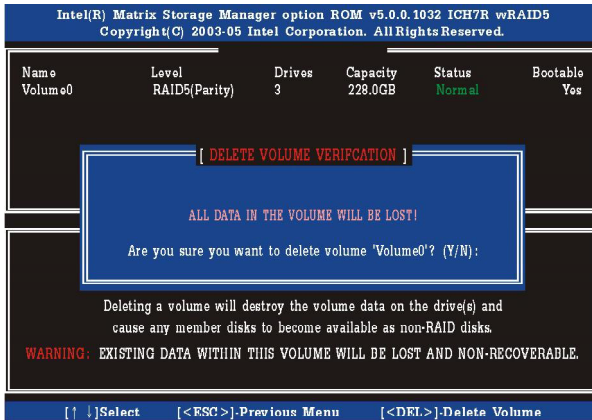 Intel(R) Matrix Storage Manager option ROM v5.0.0.1032 ICH7R wRAID5
Copyright(C) 2003-05 Intel Corporation. All Rights Reserved.
Name Level Drives Capacity Status Bootable
Volume0 RAID5(Parity) 3 228.0GB Normal Yes
[ DELETE VOLUME VERIFCATION ]
ALL DATA IN THE VOLUME WILL BE LOST!
Are you sure you want to delete volume 'Volume0'? (Y/N):
Deleting a volume will destroy the volume data on the drive(s) and
cause any member disks to become available as non-RAID disks.
WARNING: EXISTING DATA WITHIN THIS VOLUME WILL BE LOST AND NON-RECOVERABLE.
[↑ ↓]Select [<ESC>]-Previous Menu [<DEL>]-Delete Volume